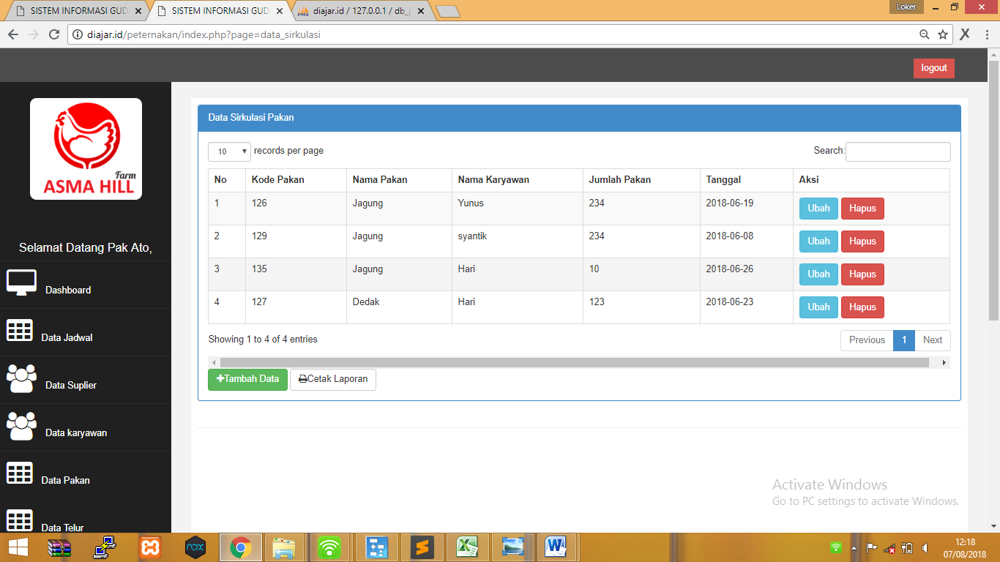 SISTEM INFORMASI GUD
SISTEM INFORMASI GUD
PMA diajar.id / 127.0.0.1 / db_p
Loker
diajar.id/peternakan/index.php?page=data_sirkulasi
X
logout
Farm
ASMA HILL
Selamat Datang Pak Ato,
Dashboard
Data Jadwal
Data Suplier
Data karyawan
Data Pakan
Data Telur
Data Sirkulasi Pakan
10 records per page Search:
No Kode Pakan Nama Pakan Nama Karyawan Jumlah Pakan Tanggal Aksi
1 126 Jagung Yunus 234 2018-06-19 Ubah Hapus
2 129 Jagung syantik 234 2018-06-08 Ubah Hapus
3 135 Jagung Hari 10 2018-06-26 Ubah Hapus
4 127 Dedak Hari 123 2018-06-23 Ubah Hapus
Showing 1 to 4 of 4 entries Previous 1 Next
Tambah Data Cetak Laporan
Activate Windows
Go to PC settings to activate Windows.
nox
12:18
07/08/2018